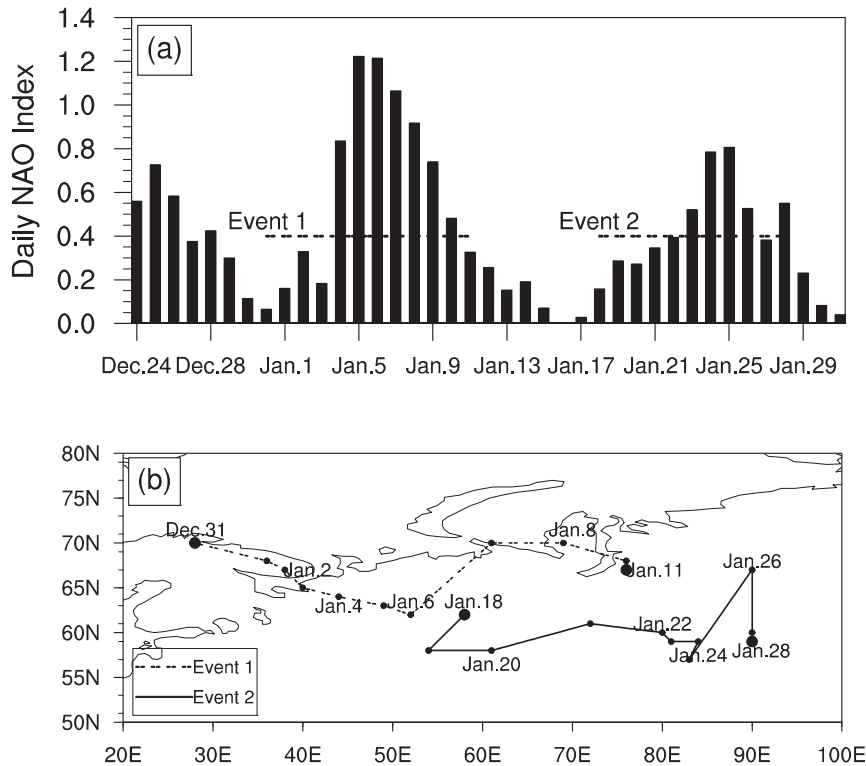 1.4
(a)
1.2
1.0
0.8
0.6
0.4
0.2
0.0
Daily NAO Index
Event 1
Event 2
Dec.24 Dec.28 Jan.1 Jan.5 Jan.9 Jan.13 Jan.17 Jan.21 Jan.25 Jan.29
80N
(b)
75N
70N
65N
60N
55N
50N
Dec.31
Jan.2
Jan.4
Jan.6
Jan.8
Jan.11
Jan.18
Jan.20
Jan.22
Jan.24
Jan.26
Jan.28
Event 1
Event 2
20E 30E 40E 50E 60E 70E 80E 90E 100E